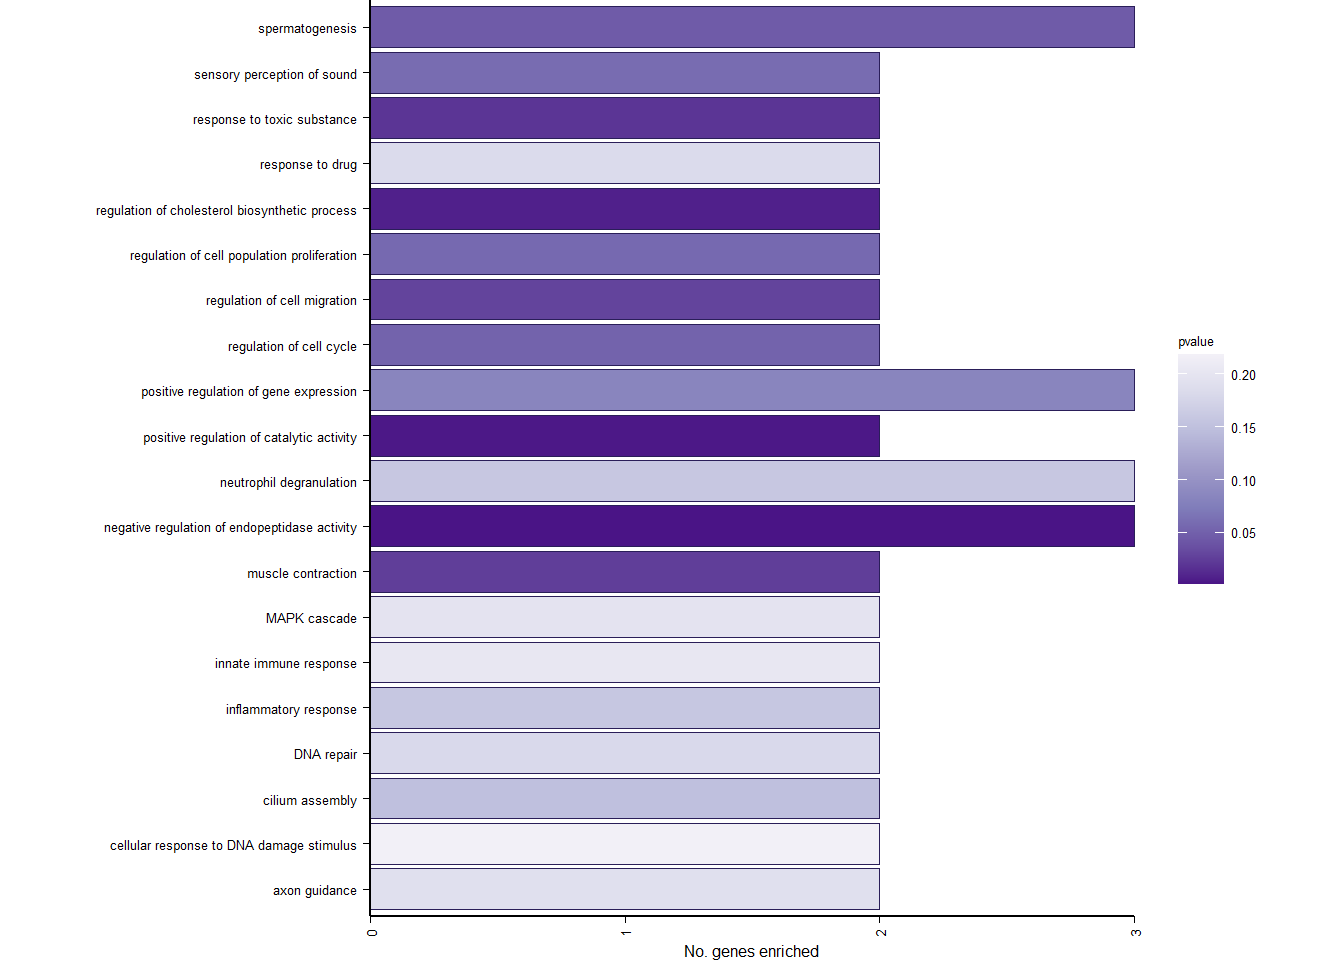 spermatogenesis
sensory perception of sound
response to toxic substance
response to drug
regulation of cholesterol biosynthetic process
regulation of cell population proliferation
regulation of cell migration
regulation of cell cycle
positive regulation of gene expression
positive regulation of catalytic activity
neutrophil degranulation
negative regulation of endopeptidase activity
muscle contraction
MAPK cascade
innate immune response
inflammatory response
DNA repair
cilium assembly
cellular response to DNA damage stimulus
axon guidance
0
1
2
3
No. genes enriched
pvalue
0.20
0.15
0.10
0.05